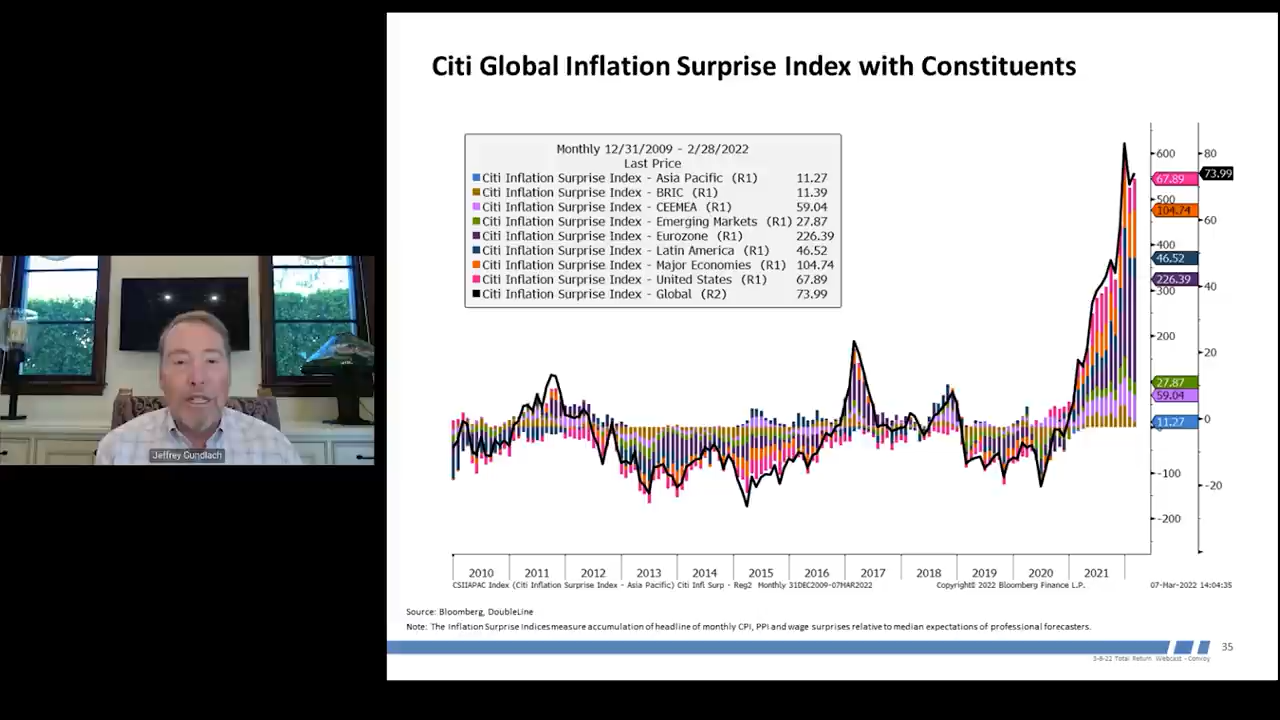 Citi Global Inflation Surprise Index with Constituents
Monthly 12/31/2009 - 2/28/2022
Last Price
Citi Inflation Surprise Index - Asia Pacific (R1) 11.27
Citi Inflation Surprise Index - BRIC (R1) 11.39
Citi Inflation Surprise Index - CEEMEA (R1) 59.04
Citi Inflation Surprise Index - Emerging Markets (R1) 27.87
Citi Inflation Surprise Index - Eurozone (R1) 226.39
Citi Inflation Surprise Index - Latin America (R1) 46.52
Citi Inflation Surprise Index - Major Economies (R1) 104.74
Citi Inflation Surprise Index - United States (R1) 67.89
Citi Inflation Surprise Index - Global (R2) 73.99
600 80
67.89 73.99
500
104.74 60
400
46.52
226.39 40
300
200
20
27.87
59.04
11.27 0
-100
-20
-200
Jeffrey Gundlach
2010 2011 2012 2013 2014 2015 2016 2017 2018 2019 2020 2021
CSIIAPAC Index (Citi Inflation Surprise Index - Asia Pacific) Citi Infl Surp - Reg2 Monthly 31DEC2009-07MAR2022 Copyright© 2022 Bloomberg Finance L.P. 07-Mar-2022 14:04:35
Source: Bloomberg, DoubleLine
Note: The Inflation Surprise Indices measure accumulation of headline of monthly CPI, PPI and wage surprises relative to median expectations of professional forecasters.
35
3-8-22 Total Return Webcast - Convoy